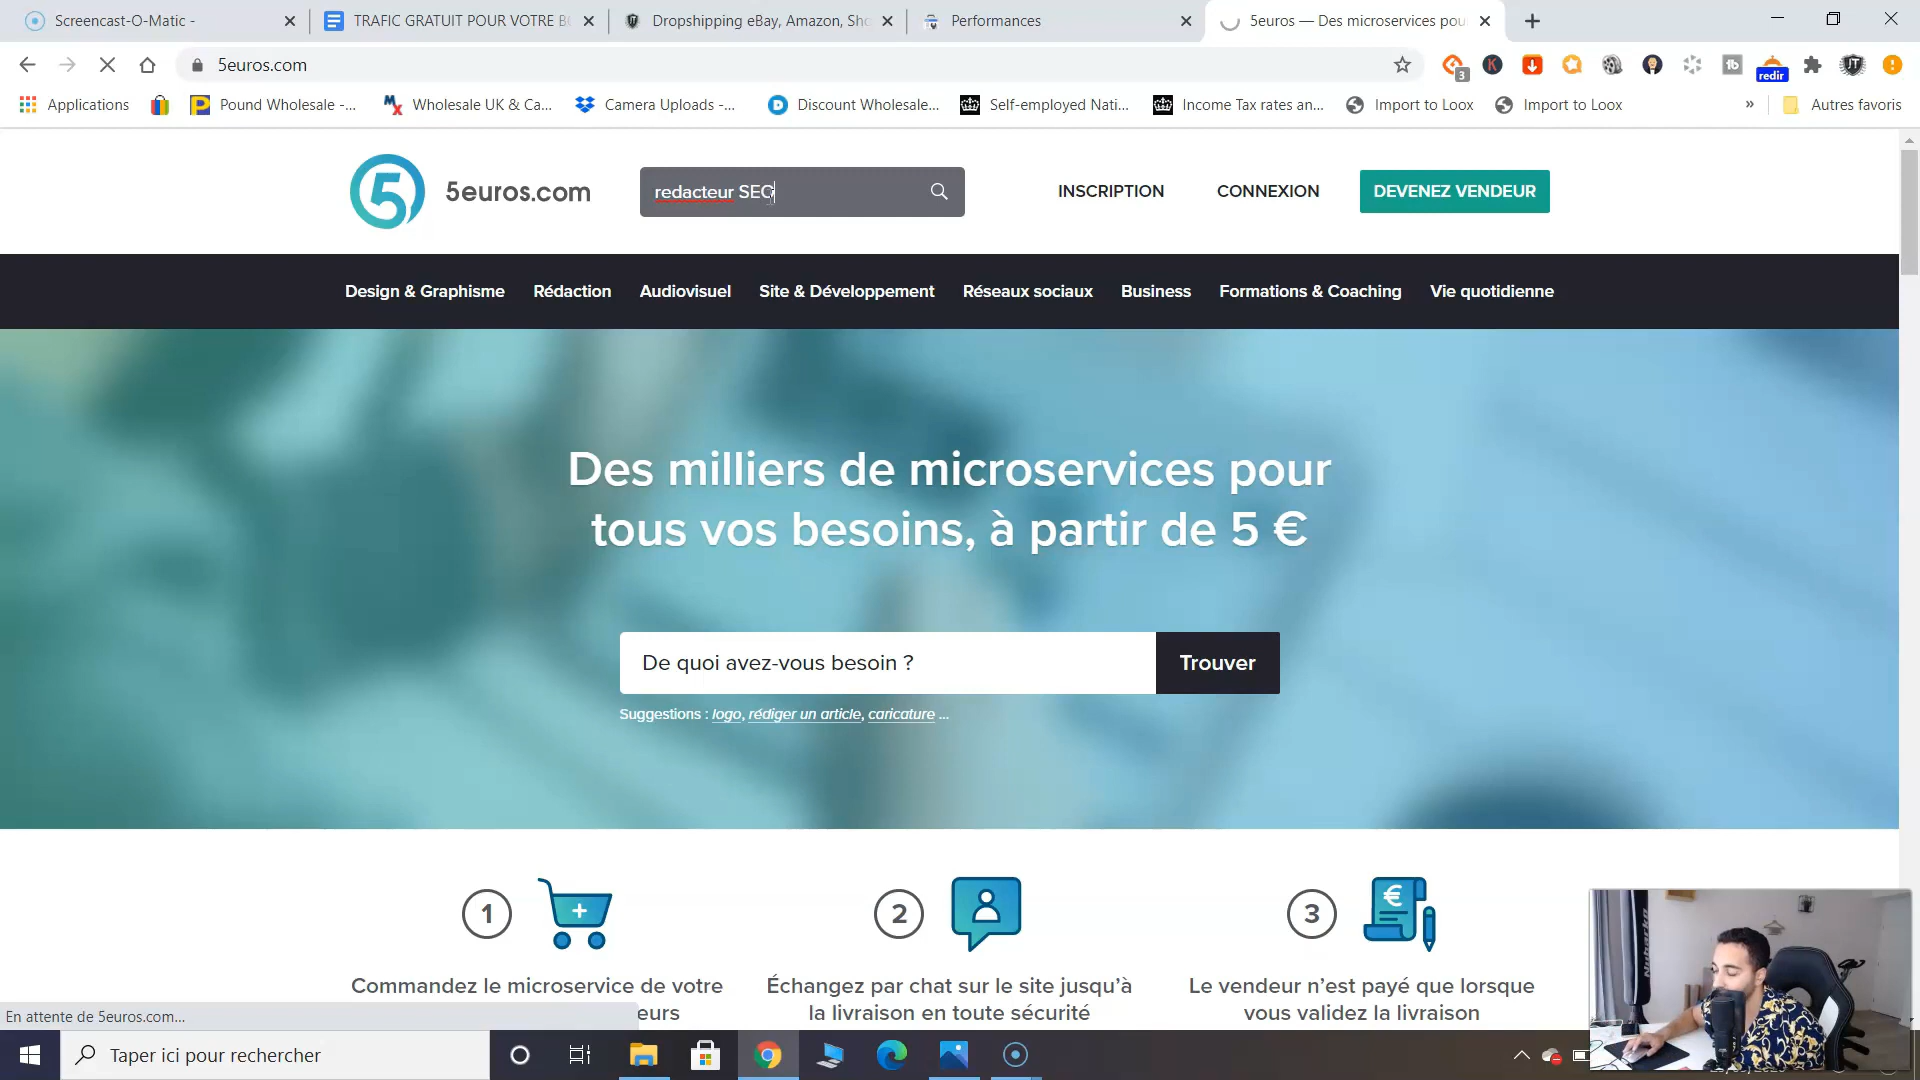 Screencast-O-Matic -
TRAFIC GRATUIT POUR VOTRE B
Dropshipping eBay, Amazon, Sho
Performances
5euros — Des microservices pou
5euros.com
3
redir
Applications
Pound Wholesale -...
Wholesale UK & Ca...
Camera Uploads -...
Discount Wholesale...
Self-employed Nati...
Income Tax rates an...
Import to Loox
Import to Loox
»
Autres favoris
5
5euros.com
redacteur SEO
INSCRIPTION
CONNEXION
DEVENEZ VENDEUR
Design & Graphisme
Rédaction
Audiovisuel
Site & Développement
Réseaux sociaux
Business
Formations & Coaching
Vie quotidienne
Des milliers de microservices pour
tous vos besoins, à partir de 5 €
De quoi avez-vous besoin ?
Trouver
Suggestions : logo, rédiger un article, caricature ...
1
2
3
Commandez le microservice de votre
eurs
Échangez par chat sur le site jusqu'à
la livraison en toute sécurité
Le vendeur n'est payé que lorsque
vous validez la livraison
En attente de 5euros.com...
Taper ici pour rechercher